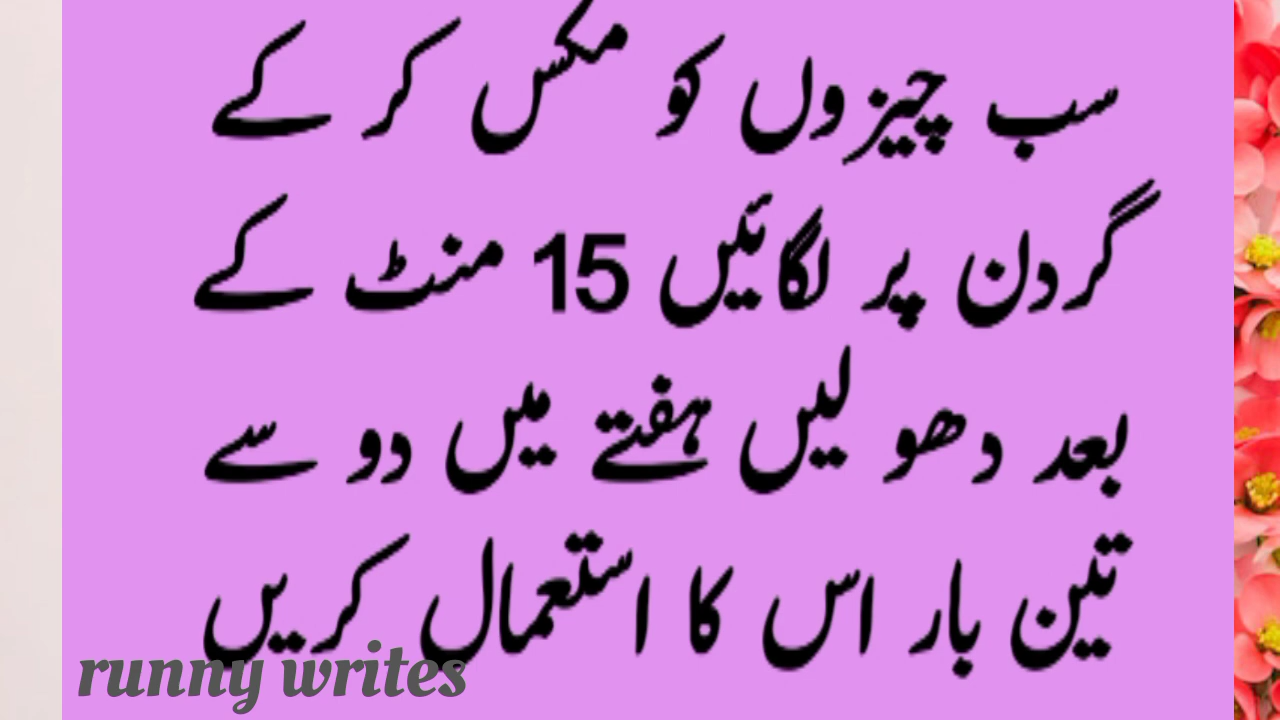 سب چیزوں کو مکس کر کے
گردن پر لگائیں 15 منٹ کے
بعد دھو لیں ہفتے میں دو سے
تین بار اس کا استعمال کریں
runny writes